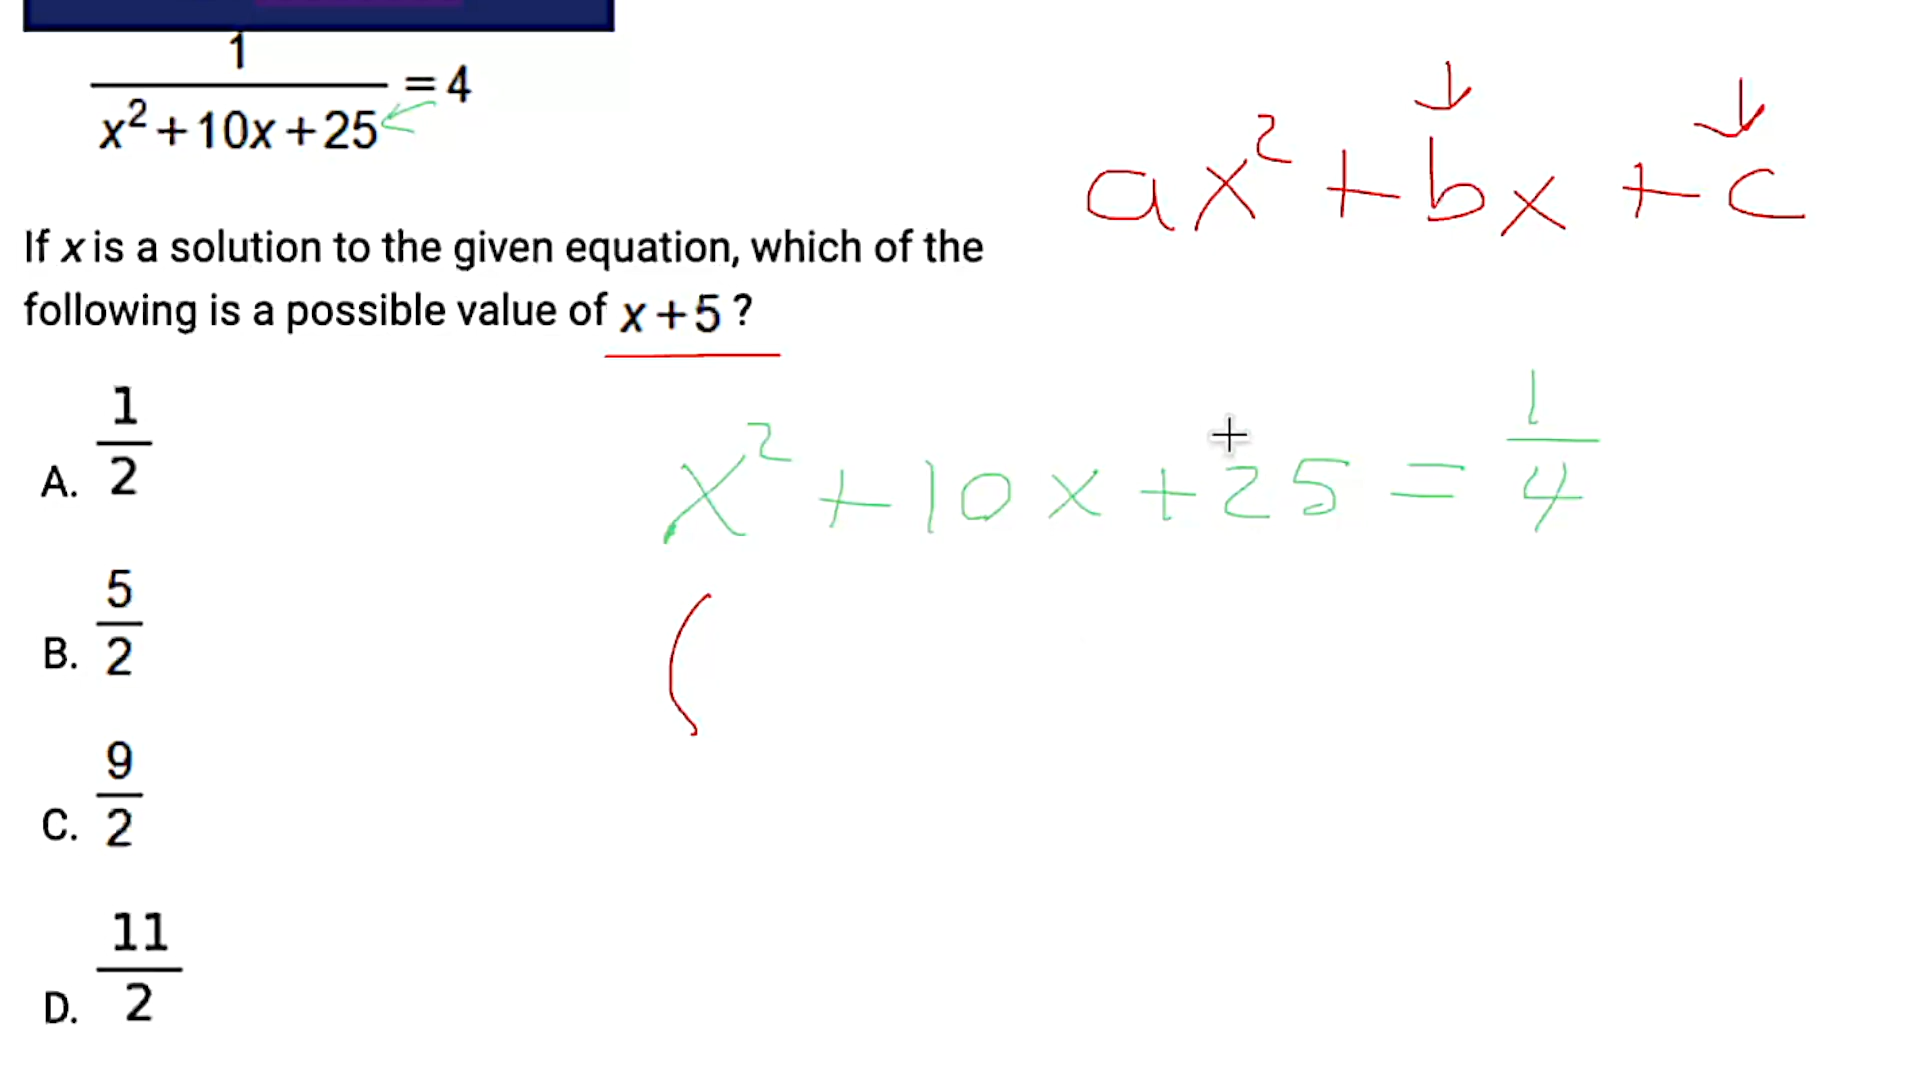 1
x²+10x+25 =4
ax² + bx + c
If x is a solution to the given equation, which of the
following is a possible value of x+5?
x² + 10x + 25 = 1/4
(
A. 1/2
B. 5/2
C. 9/2
D. 11/2